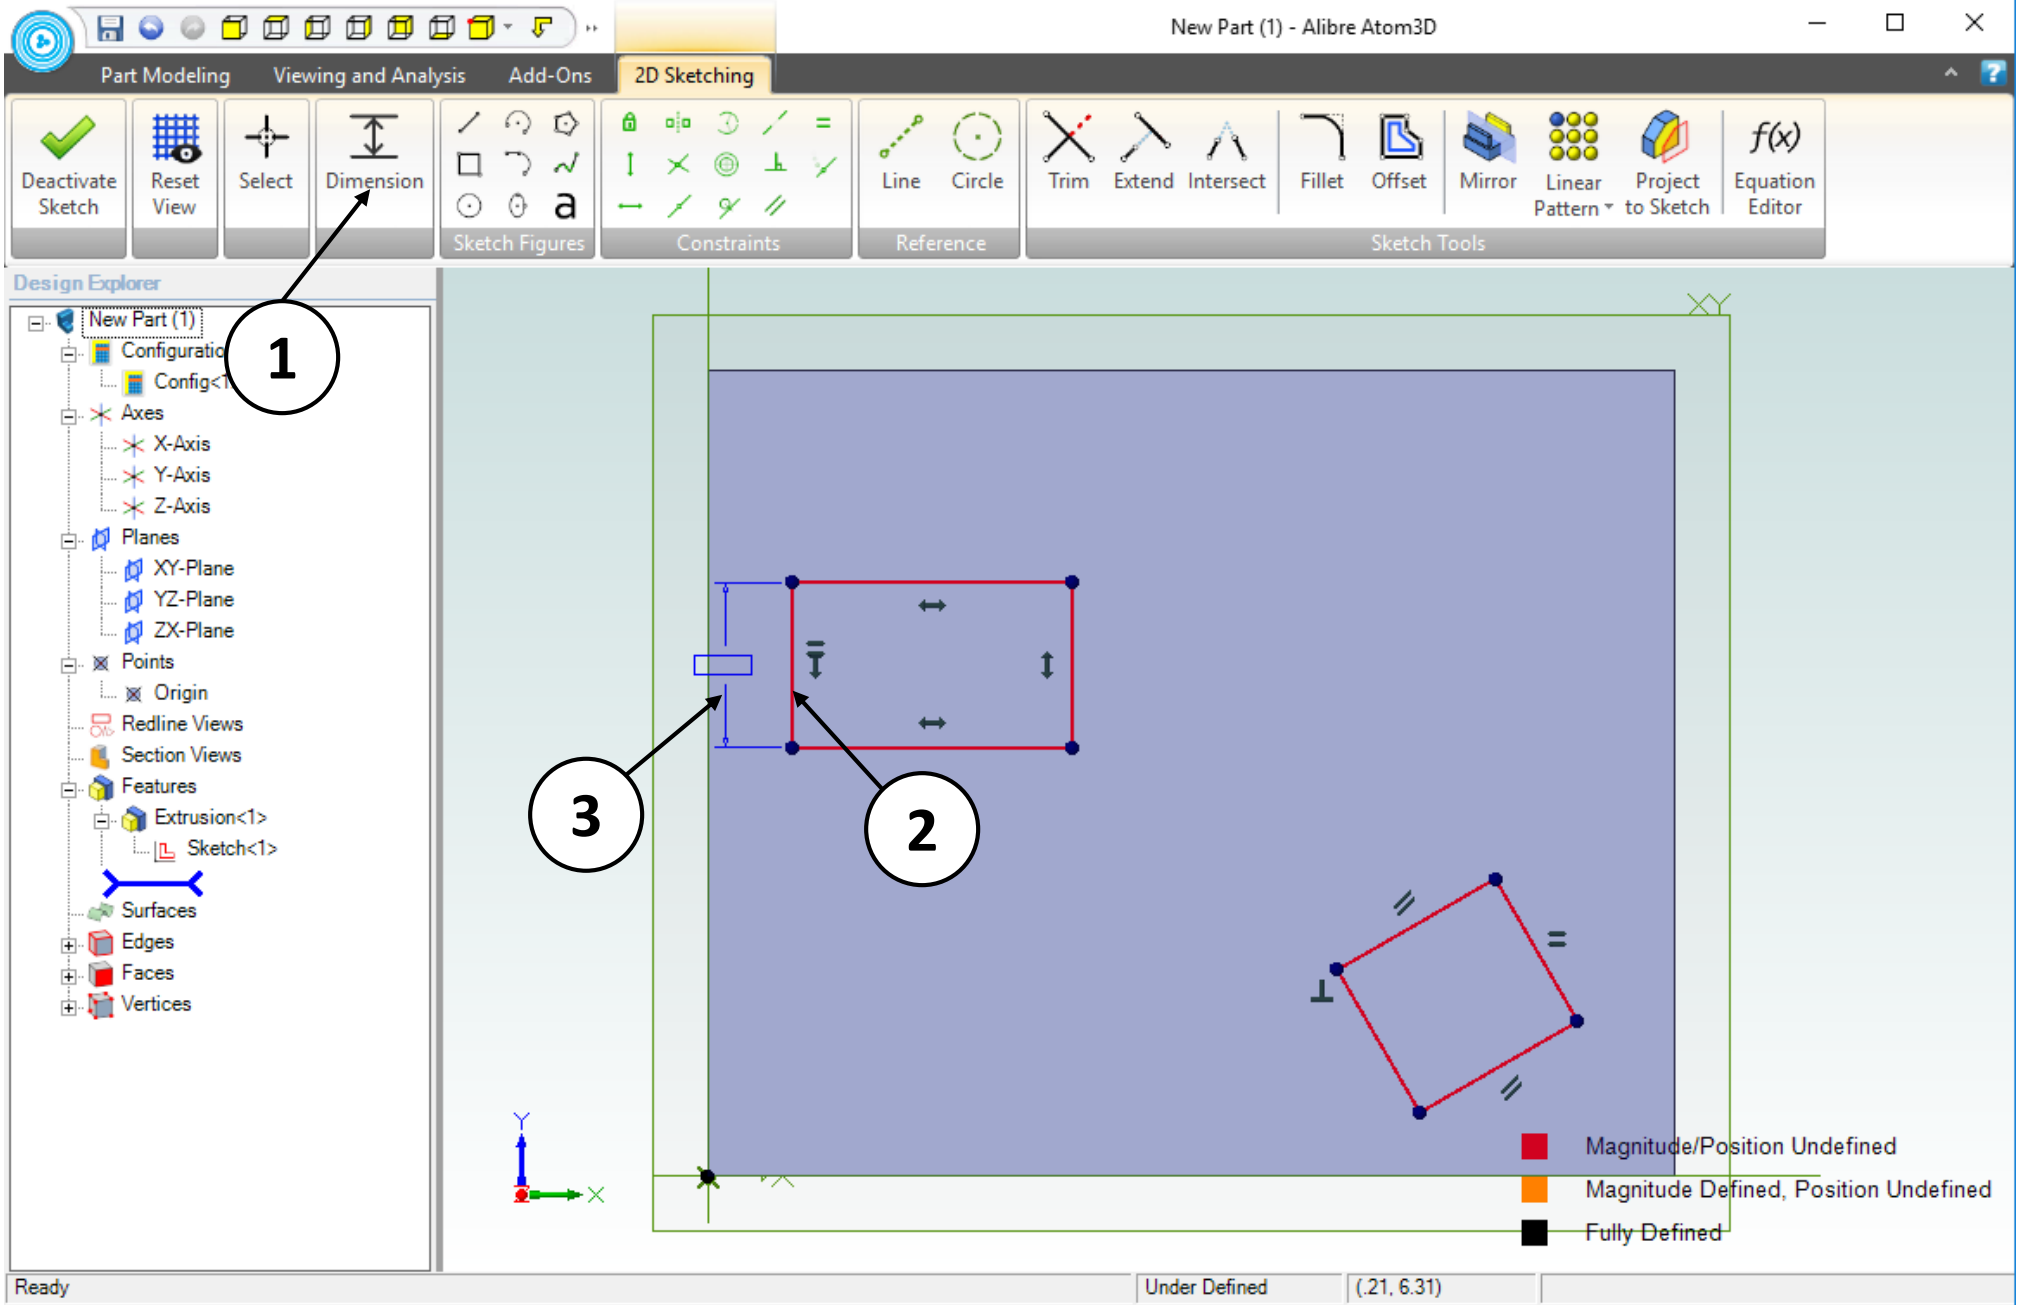 New Part (1) - Alibre Atom3D
Part Modeling
Viewing and Analysis
Add-Ons
2D Sketching
?
Deactivate
Sketch
Reset
View
Select
Dimension
a
Sketch Figures
Constraints
Line
Circle
Reference
Trim
Extend
Intersect
Fillet
Offset
Mirror
Linear
Pattern
Project
to Sketch
f(x)
Equation
Editor
Sketch Tools
Design Explorer
New Part (1)
Config<1
Axes
X-Axis
Y-Axis
Z-Axis
Planes
XY-Plane
YZ-Plane
ZX-Plane
Points
Origin
Redline Views
Section Views
Features
Extrusion<1>
Sketch<1>
Surfaces
Edges
Faces
Vertices
1
XY
3
2
Y
X
X
Magnitude/Position Undefined
Magnitude Defined, Position Undefined
Fully Defined
Ready
Under Defined
(.21, 6.31)